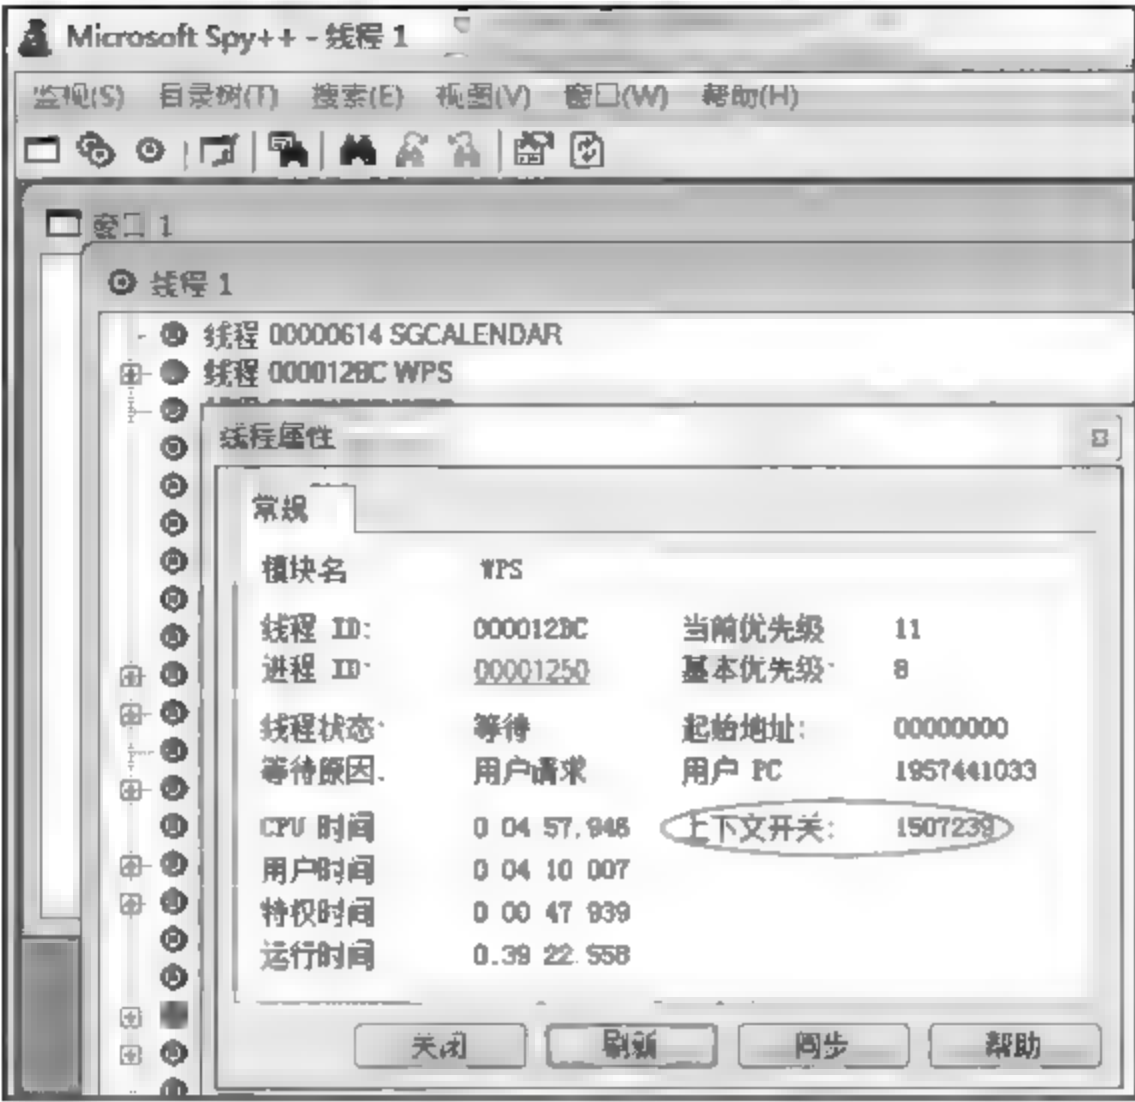 Microsoft Spy++ - 线程 1
监视(S) 目录树(T) 搜索(E) 视图(V) 窗口(W) 帮助(H)
窗口 1
线程 1
线程 00000614 SGCALENDAR
线程 000012BC WPS
线程属性
常规
模块名 WPS
线程 ID: 000012BC 当前优先级 11
进程 ID: 00001250 基本优先级: 8
线程状态: 等待 起始地址: 00000000
等待原因. 用户请求 用户 PC 1957441033
CPU 时间 0 04 57.946 上下文开关: 1507239
用户时间 0 04 10 007
特权时间 0 00 47 939
运行时间 0.39 22.558
关闭 刷新 同步 帮助